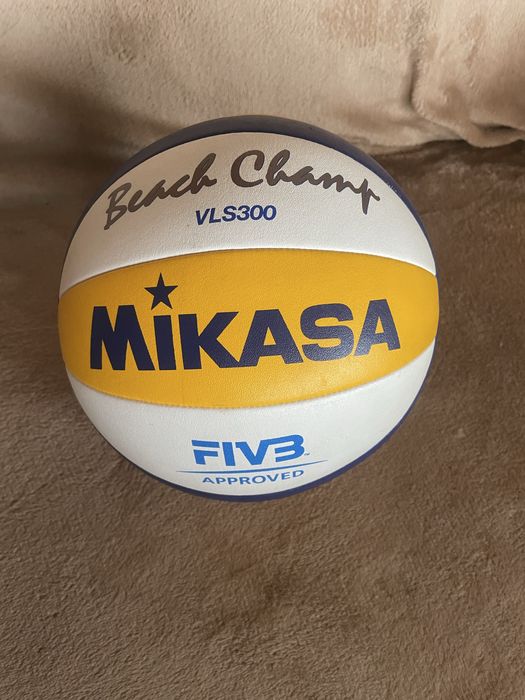 Beach Champ
VLS300
MiKASA
FIVB
APPROVED